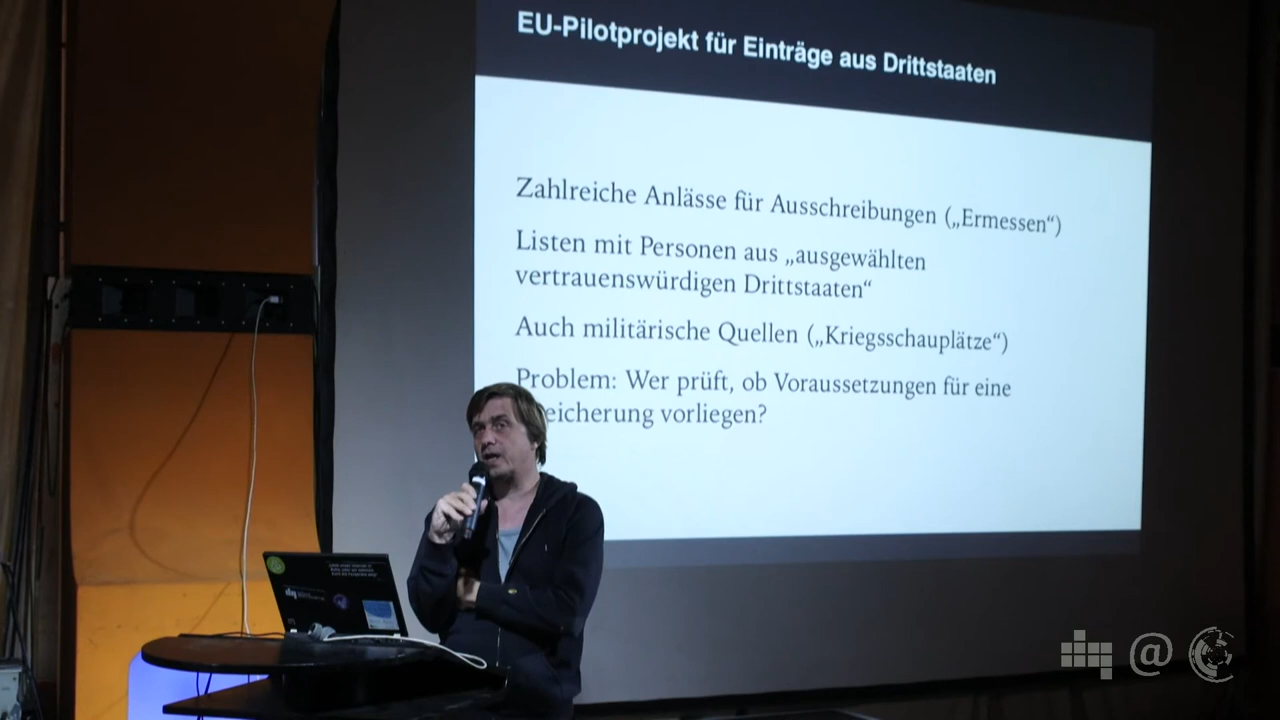 EU-Pilotprojekt für Einträge aus Drittstaaten
Zahlreiche Anlässe für Ausschreibungen („Ermessen“)
Listen mit Personen aus „ausgewählten
vertrauenswürdigen Drittstaaten“
Auch militärische Quellen („Kriegsschauplätze“)
Problem: Wer prüft, ob Voraussetzungen für eine
eicherung vorliegen?
@